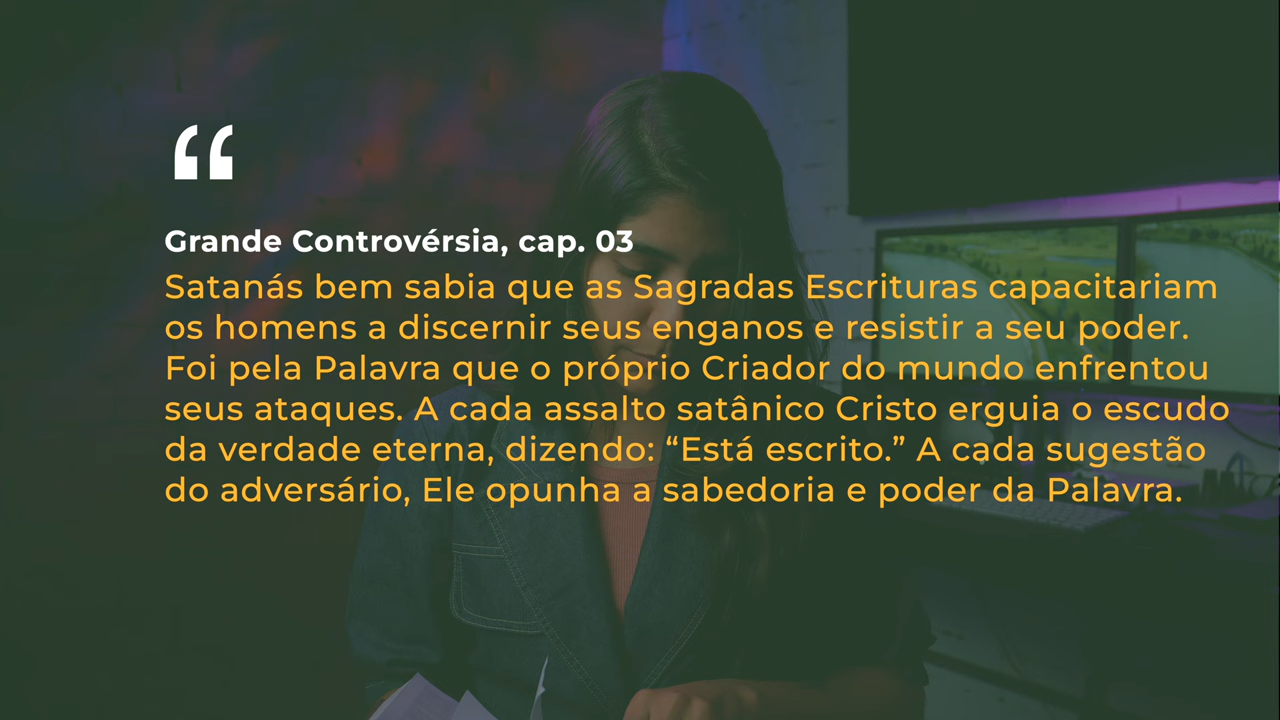 “
Grande Controvérsia, cap. 03
Satanás bem sabia que as Sagradas Escrituras capacitariam
os homens a discernir seus enganos e resistir a seu poder.
Foi pela Palavra que o próprio Criador do mundo enfrentou
seus ataques. A cada assalto satânico Cristo erguia o escudo
da verdade eterna, dizendo: “Está escrito.” A cada sugestão
do adversário, Ele opunha a sabedoria e poder da Palavra.